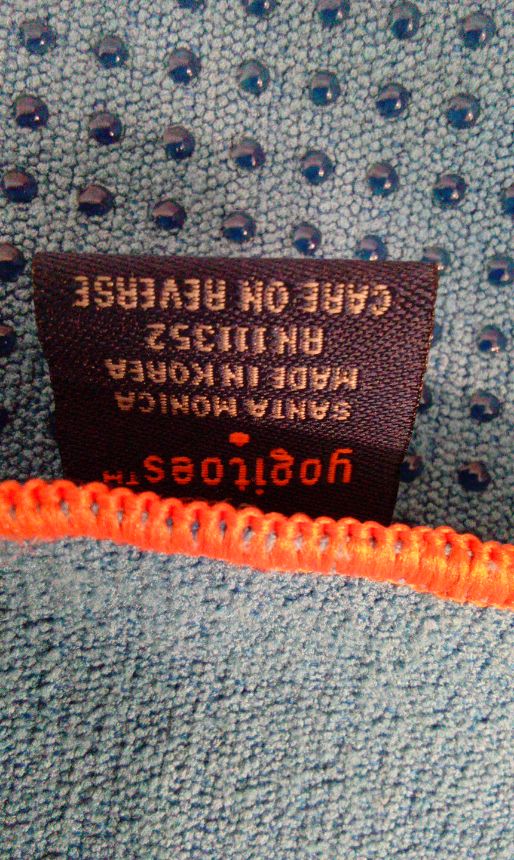 yogitoes™
SANTA MONICA
MADE IN KOREA
RN 111352
CARE ON REVERSE